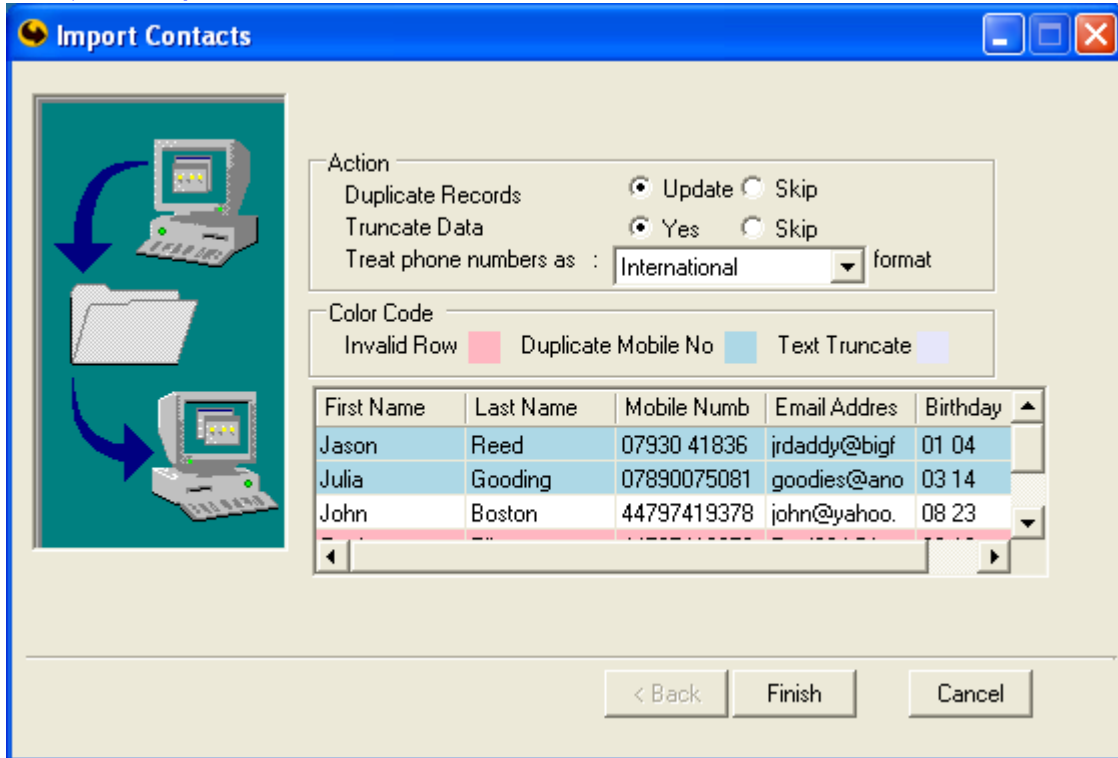 Import Contacts
Action
Duplicate Records Update Skip
Truncate Data Yes Skip
Treat phone numbers as : International format
Color Code
Invalid Row Duplicate Mobile No Text Truncate
First Name Last Name Mobile Numb Email Addres Birthday
Jason Reed 07930 41836 jrdaddy@bigf 01 04
Julia Gooding 07890075081 goodies@ano 03 14
John Boston 44797419378 john@yahoo. 08 23
< Back Finish Cancel